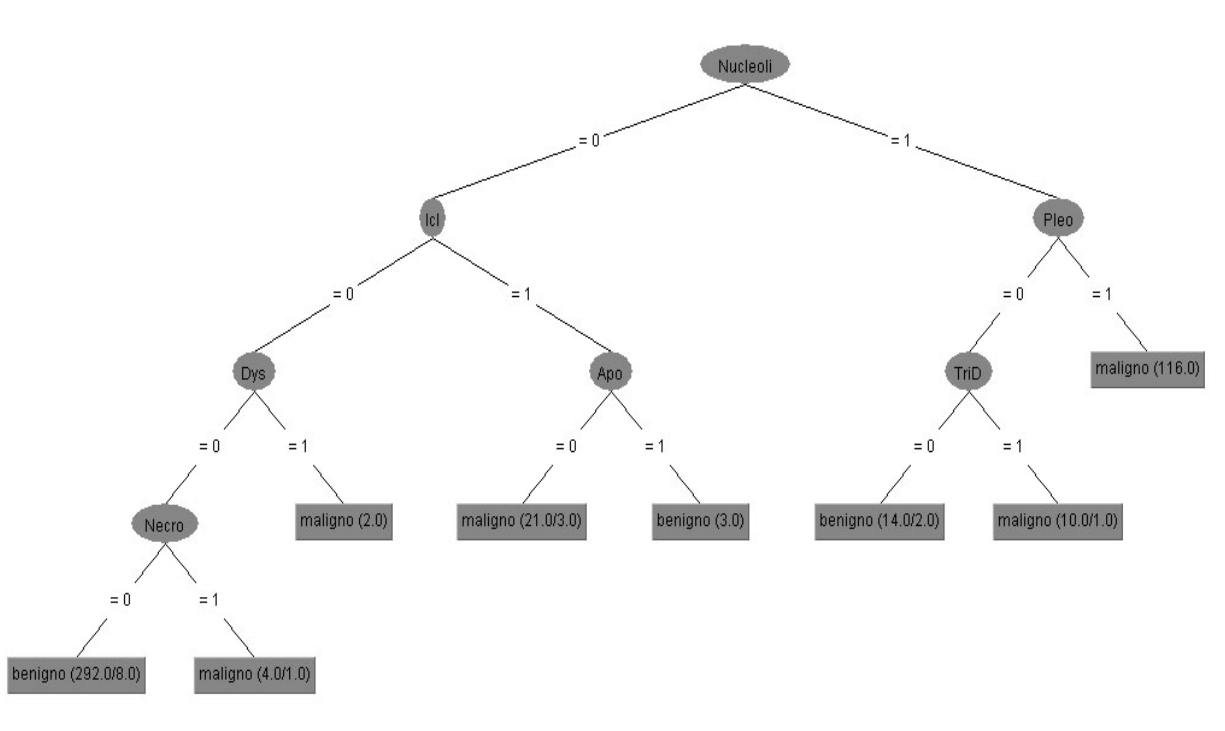 Nucleoli
= 0
= 1
Icl
Pleo
= 0
= 1
= 0
= 1
Dys
Apo
TriD
maligno (116.0)
= 0
= 1
= 0
= 1
= 0
= 1
Necro
maligno (2.0)
maligno (21.0/3.0)
benigno (3.0)
benigno (14.0/2.0)
maligno (10.0/1.0)
= 0
= 1
benigno (292.0/8.0)
maligno (4.0/1.0)